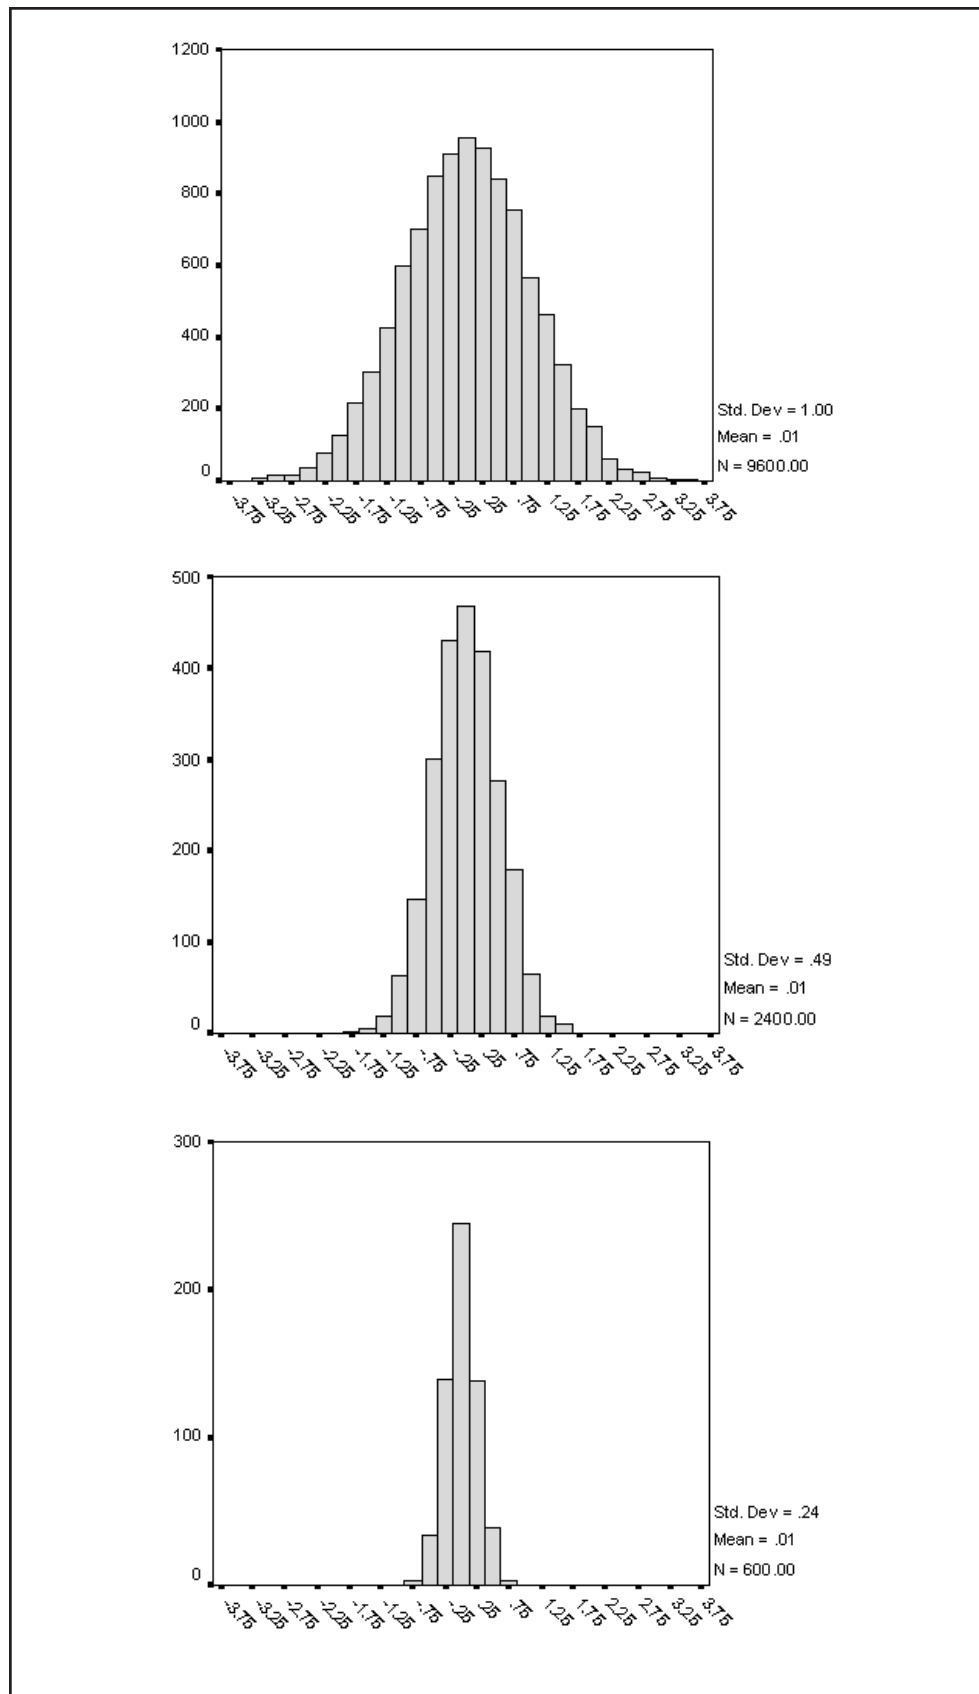 1200
1000
800
600
400
200
0
Std. Dev = 1.00
Mean = .01
N = 9600.00
-3.75 -3.25 -2.75 -2.25 -1.75 -1.25 -.75 -.25 .25 .75 1.25 1.75 2.25 2.75 3.25 3.75
500
400
300
200
100
0
Std. Dev = .49
Mean = .01
N = 2400.00
-3.75 -3.25 -2.75 -2.25 -1.75 -1.25 -.75 -.25 .25 .75 1.25 1.75 2.25 2.75 3.25 3.75
300
200
100
0
Std. Dev = .24
Mean = .01
N = 600.00
-3.75 -3.25 -2.75 -2.25 -1.75 -1.25 -.75 -.25 .25 .75 1.25 1.75 2.25 2.75 3.25 3.75